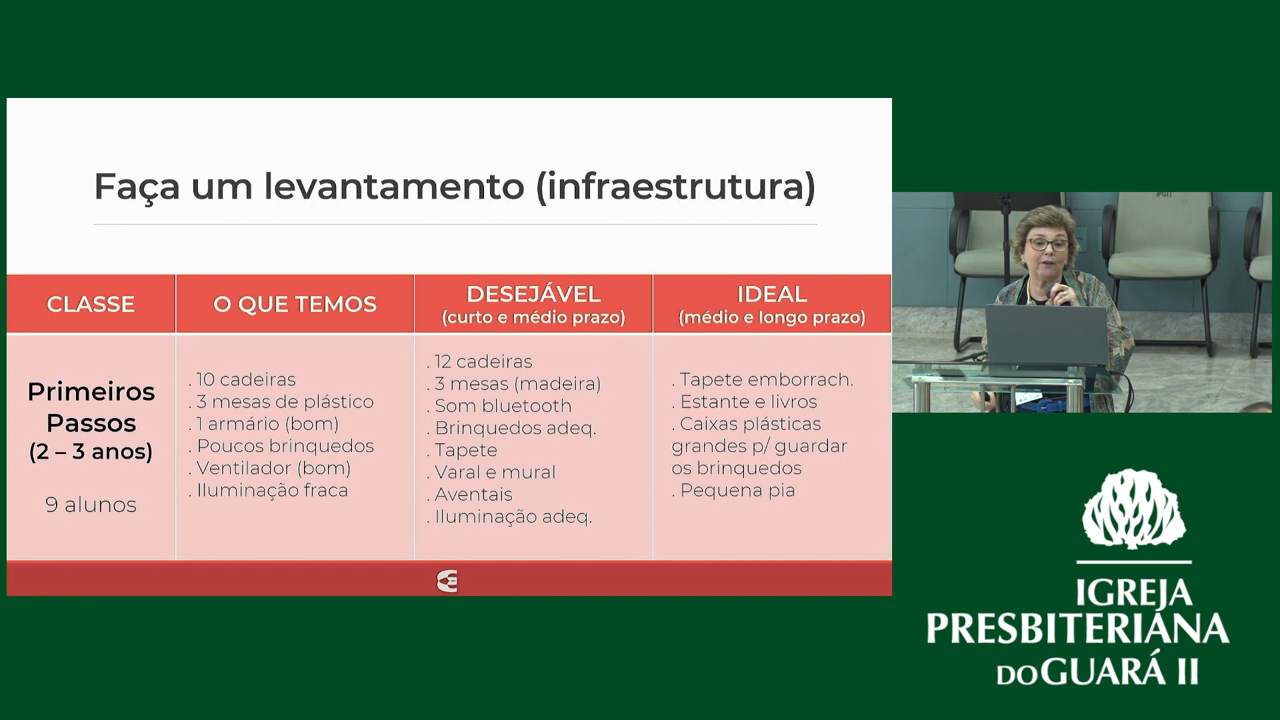 Faça um levantamento (infraestrutura)
CLASSE
O QUE TEMOS
DESEJÁVEL
(curto e médio prazo)
IDEAL
(médio e longo prazo)
Primeiros
Passos
(2 – 3 anos)
9 alunos
. 10 cadeiras
. 3 mesas de plástico
. 1 armário (bom)
. Poucos brinquedos
. Ventilador (bom)
. Iluminação fraca
. 12 cadeiras
. 3 mesas (madeira)
. Som bluetooth
. Brinquedos adeq.
. Tapete
. Varal e mural
. Aventais
. Iluminação adeq.
. Tapete emborrach.
. Estante e livros
. Caixas plásticas
grandes p/ guardar
os brinquedos
. Pequena pia
IGREJA
PRESBITERIANA
DO GUARÁ II